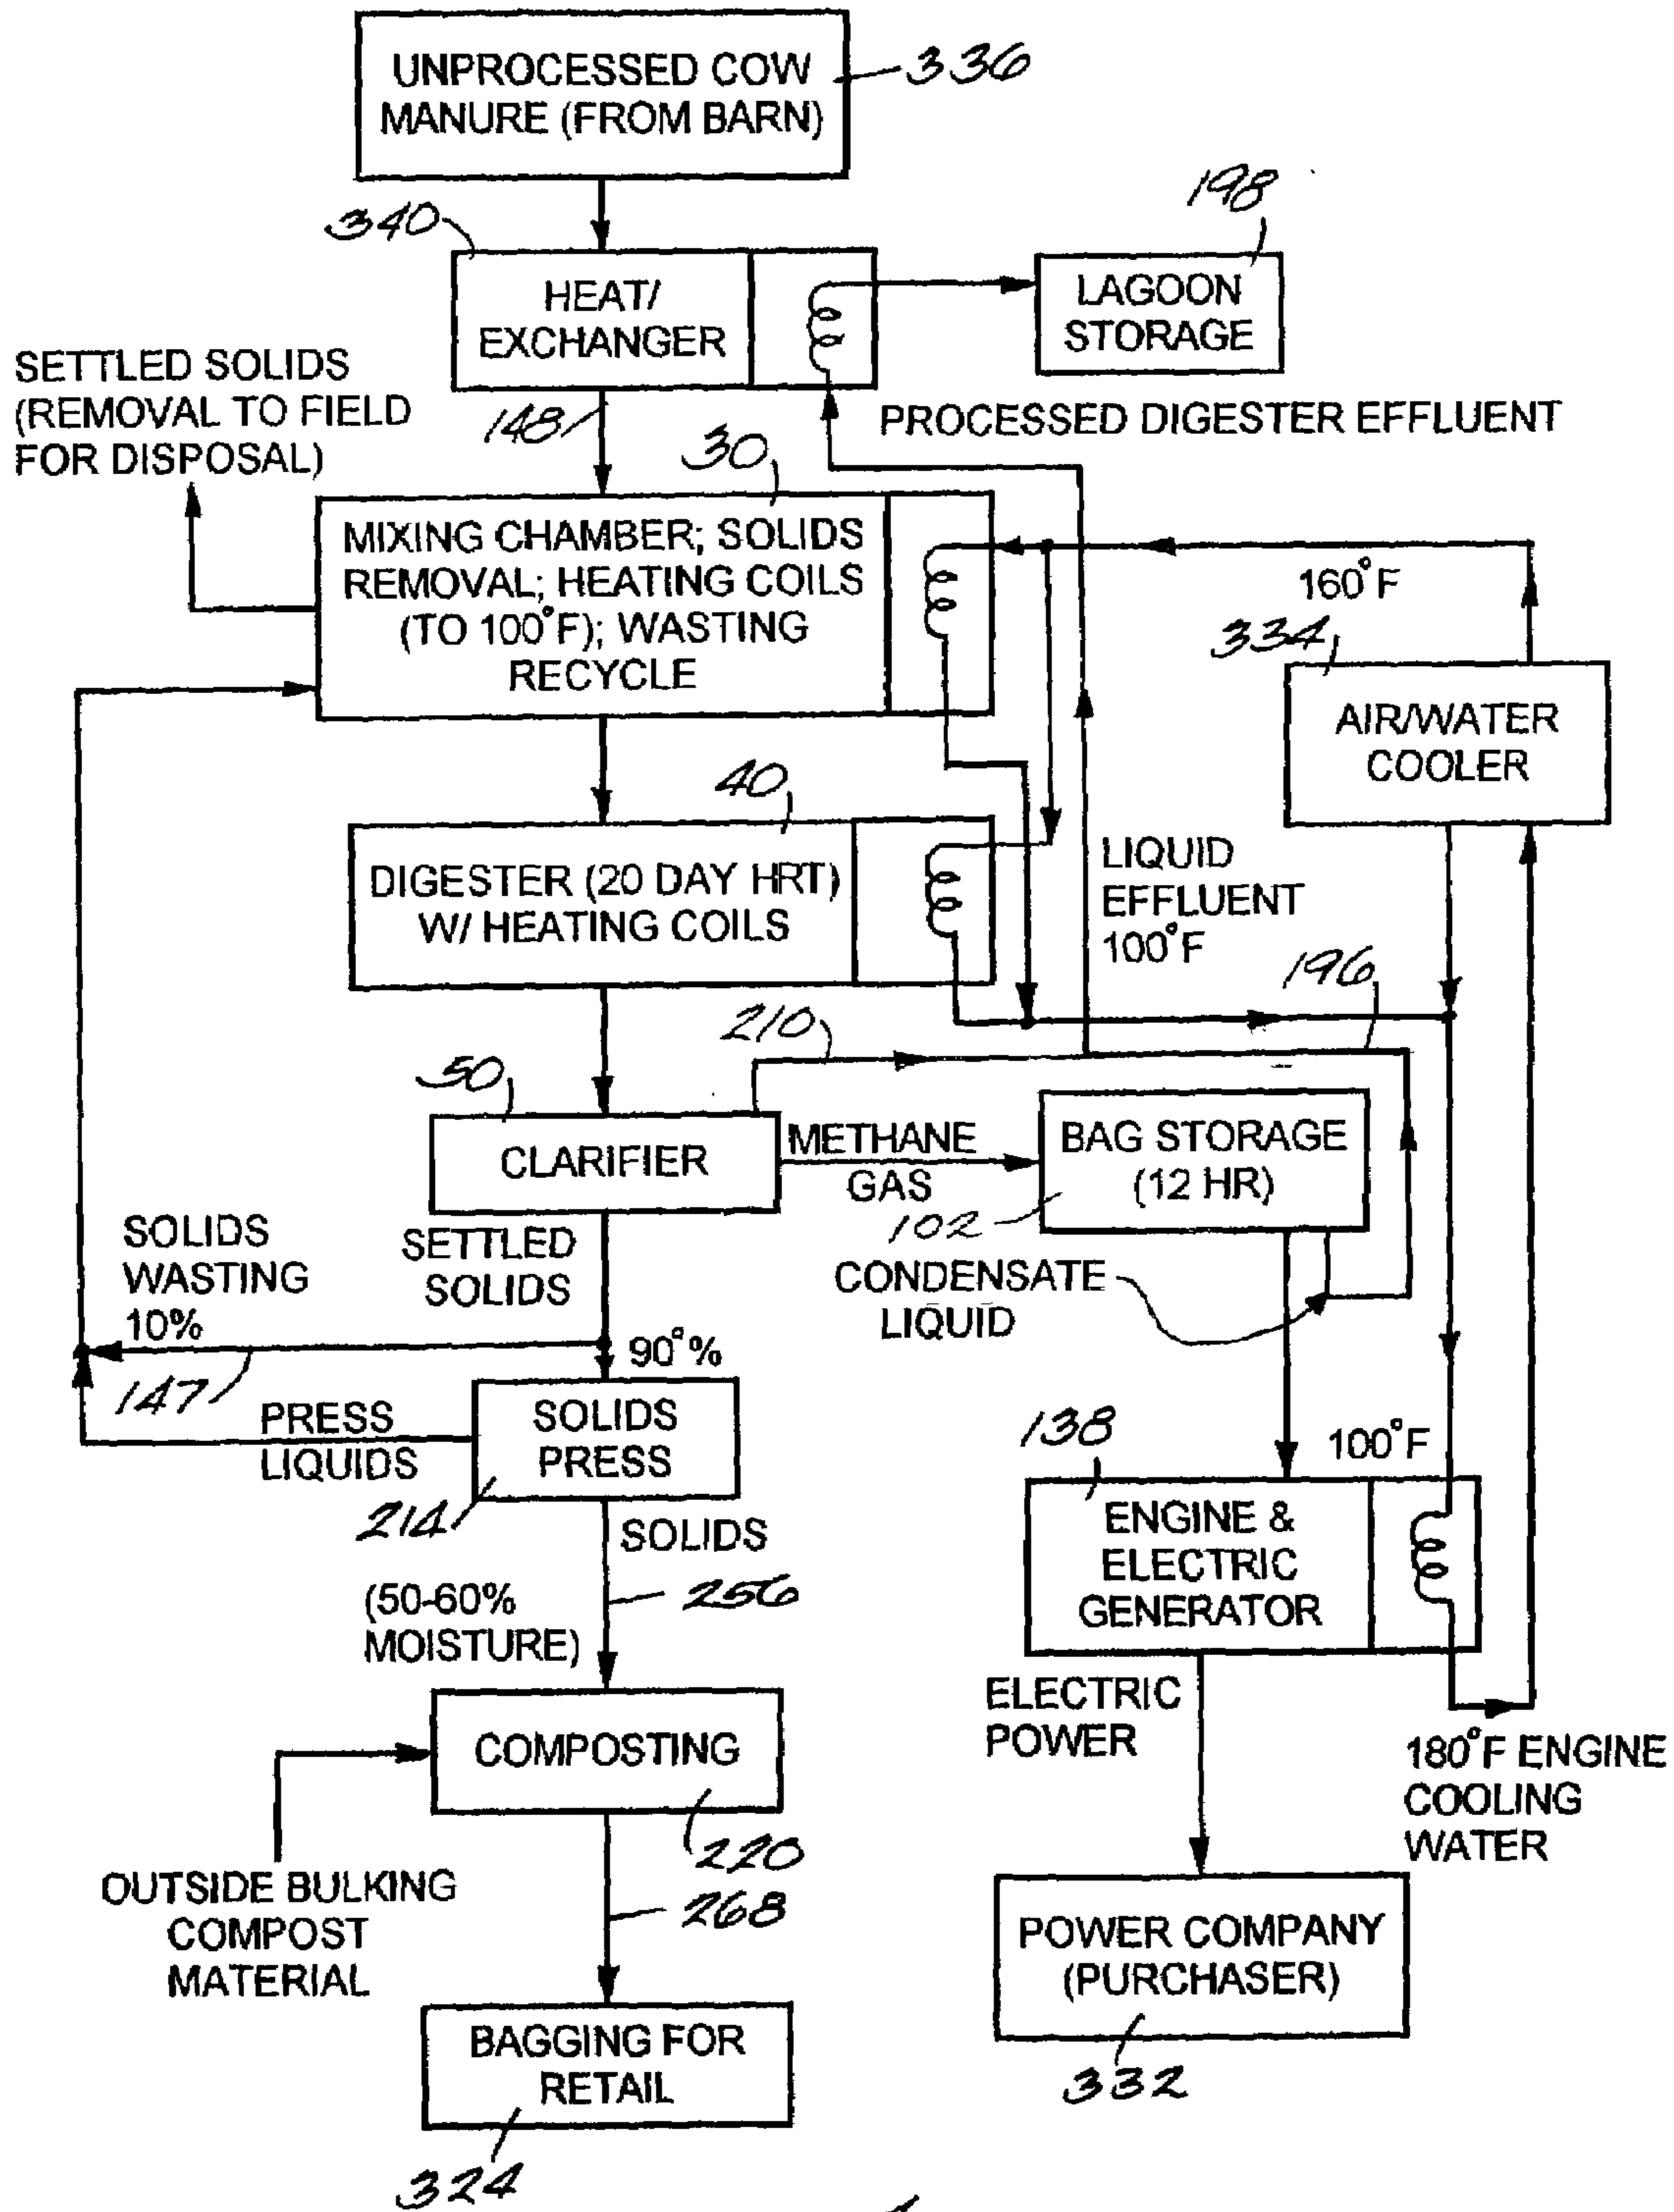 UNPROCESSED COW
MANURE (FROM BARN)
336
340
HEAT/
EXCHANGER
198
LAGOON
STORAGE
SETTLED SOLIDS
(REMOVAL TO FIELD
FOR DISPOSAL)
148
PROCESSED DIGESTER EFFLUENT
30
MIXING CHAMBER; SOLIDS
REMOVAL; HEATING COILS
(TO 100°F); WASTING
RECYCLE
160°F
334
AIR/WATER
COOLER
40
DIGESTER (20 DAY HRT)
W/ HEATING COILS
LIQUID
EFFLUENT
100°F
196
210
50
CLARIFIER
METHANE
GAS
BAG STORAGE
(12 HR)
102
SOLIDS
WASTING
10%
SETTLED
SOLIDS
CONDENSATE
LIQUID
90°%
147
PRESS
LIQUIDS
SOLIDS
PRESS
214
138
100°F
ENGINE &
ELECTRIC
GENERATOR
SOLIDS
(50-60%
MOISTURE)
256
ELECTRIC
POWER
180°F ENGINE
COOLING
WATER
COMPOSTING
220
OUTSIDE BULKING
COMPOST
MATERIAL
268
POWER COMPANY
(PURCHASER)
332
BAGGING FOR
RETAIL
324